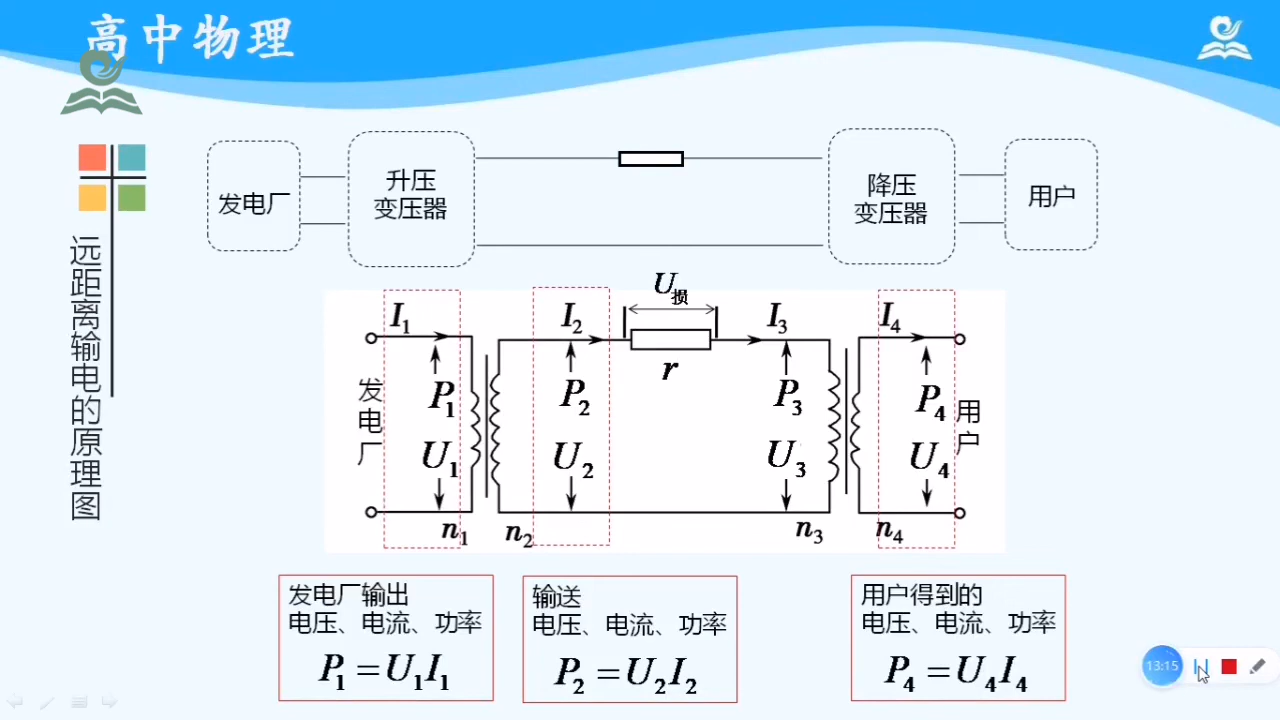 高中物理
远距离输电的原理图
发电厂
升压
变压器
降压
变压器
用户
U损
I₁
I₂
I₃
I₄
r
发电厂
P₁
P₂
P₃
P₄
用户
U₁
U₂
U₃
U₄
n₁
n₂
n₃
n₄
发电厂输出
电压、电流、功率
P₁=U₁I₁
输送
电压、电流、功率
P₂=U₂I₂
用户得到的
电压、电流、功率
P₄=U₄I₄
13:15